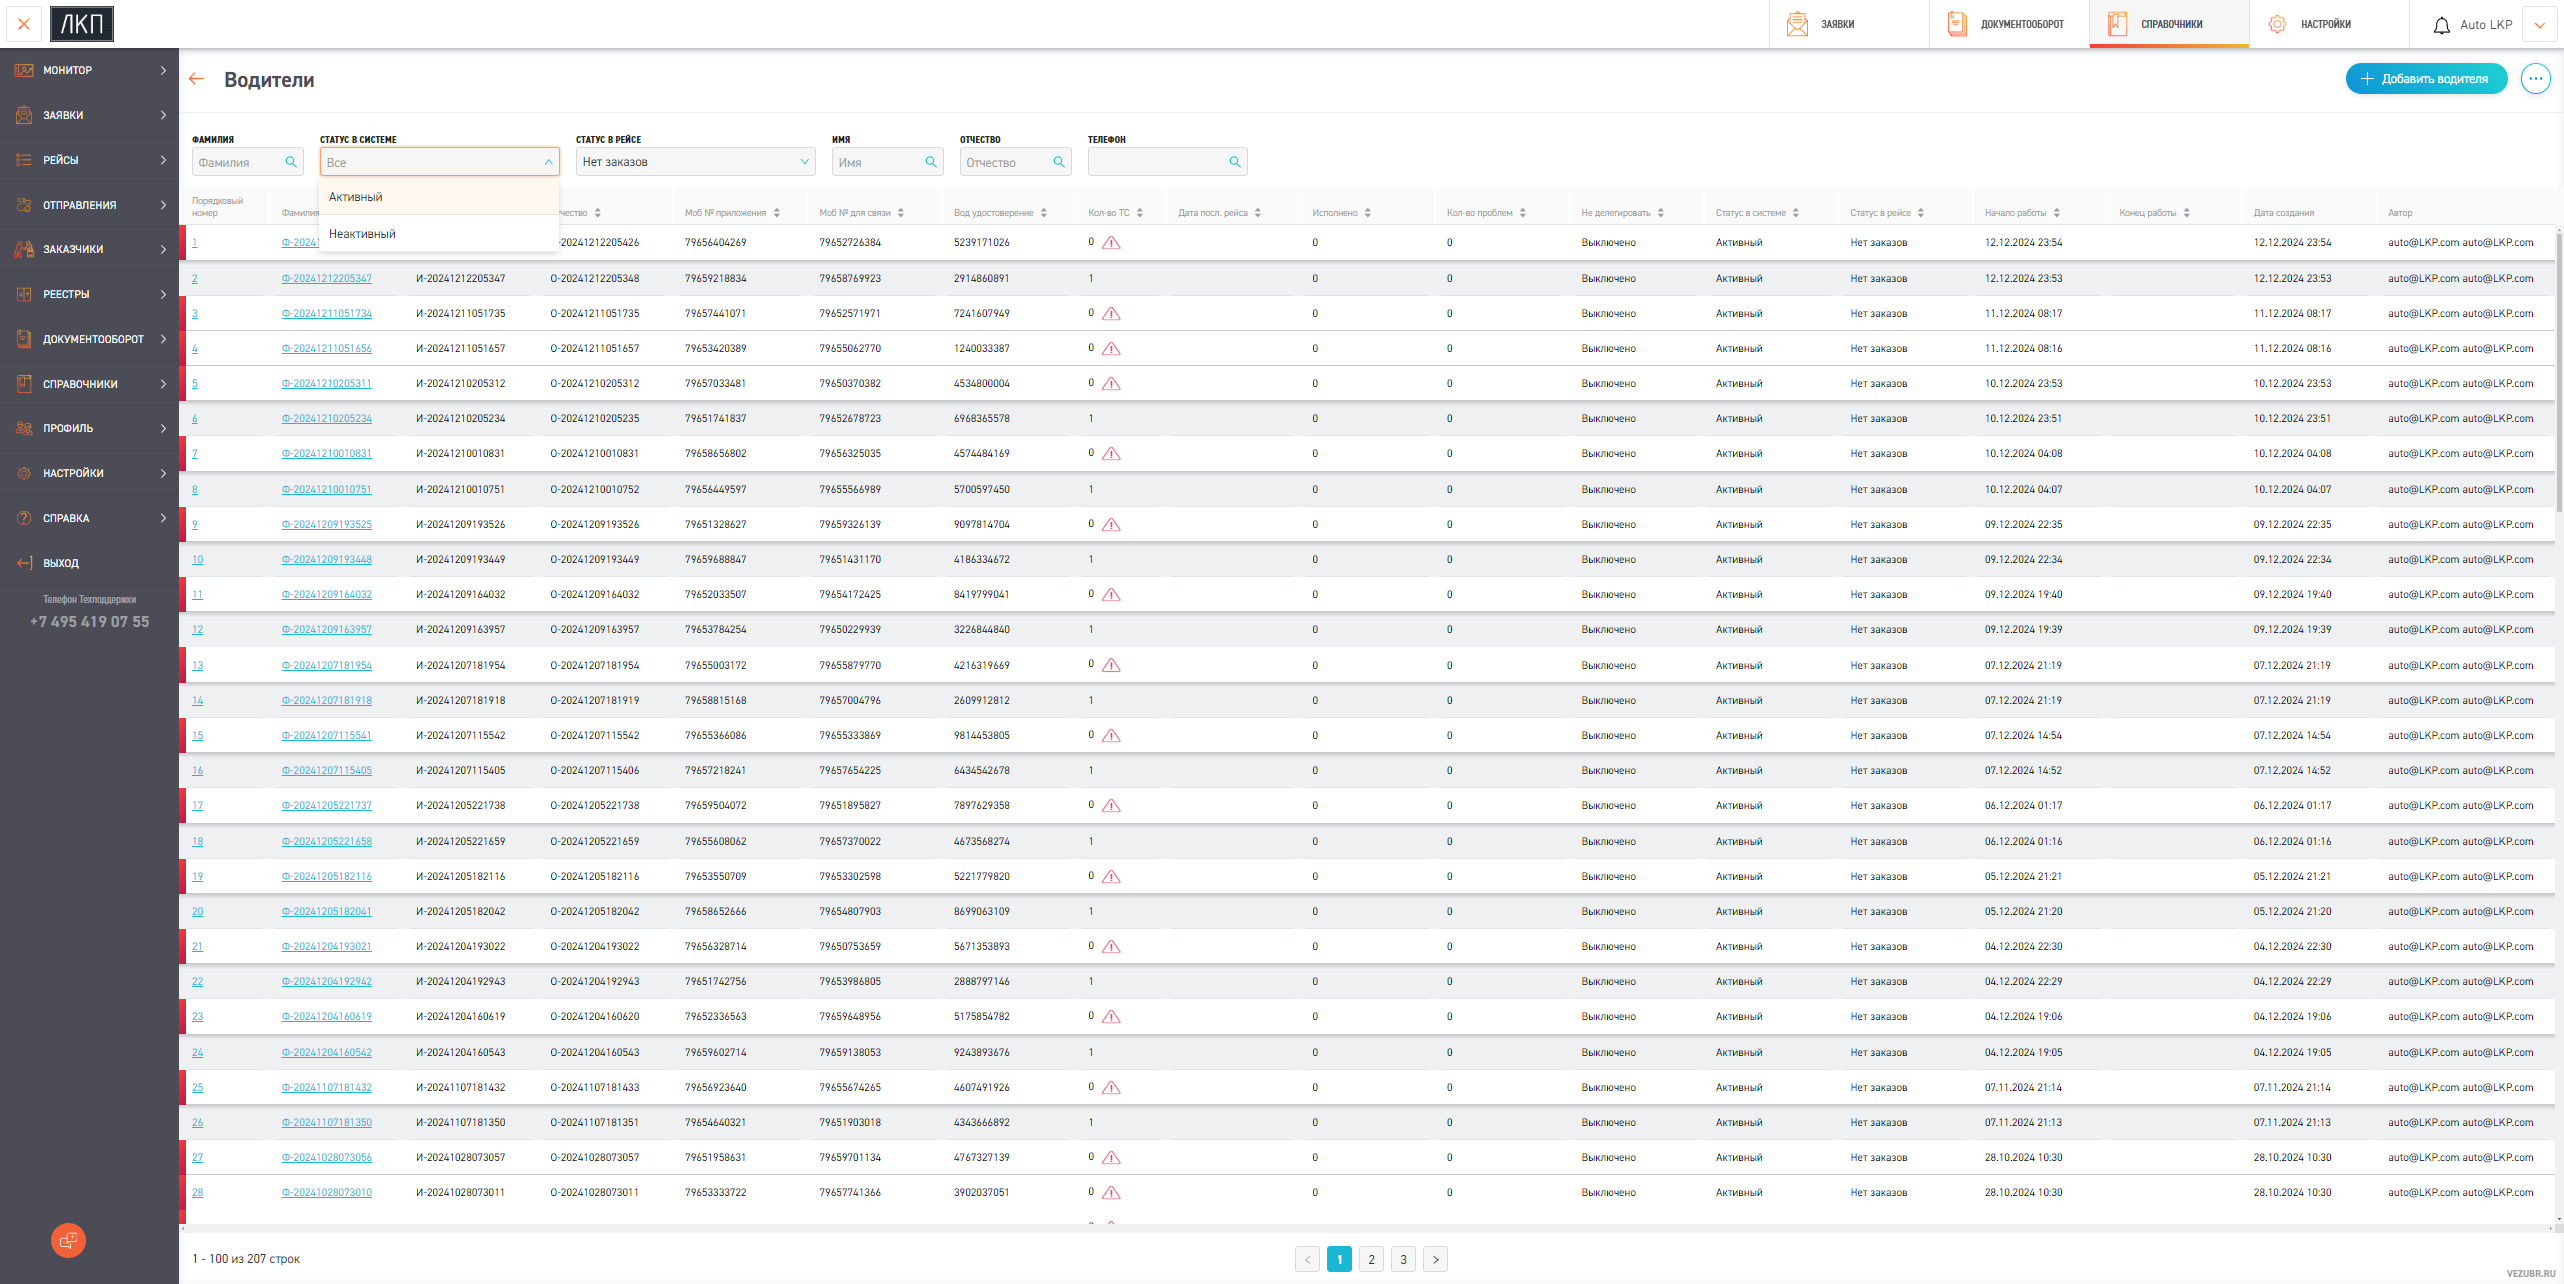 ЛКП
ЗАЯВКИ
ДОКУМЕНТООБОРОТ
СПРАВОЧНИКИ
НАСТРОЙКИ
Auto LKP
МОНИТОР
ЗАЯВКИ
РЕЙСЫ
ОТПРАВЛЕНИЯ
ЗАКАЗЧИКИ
РЕЕСТРЫ
ДОКУМЕНТООБОРОТ
СПРАВОЧНИКИ
ПРОФИЛЬ
НАСТРОЙКИ
СПРАВКА
ВЫХОД
Телефон Техподдержки
+7 495 419 07 55
Водители
Добавить водителя
ФАМИЛИЯ СТАТУС В СИСТЕМЕ СТАТУС В РЕЙСЕ ИМЯ ОТЧЕСТВО ТЕЛЕФОН
Фамилия Все Нет заказов Имя Отчество
Активный
Неактивный
Порядковый номер Фамилия чество Моб № приложения Моб № для связи Вод удостоверение Кол-во ТС Дата посл. рейса Исполнено Кол-во проблем Не делегировать Статус в системе Статус в рейсе Начало работы Конец работы Дата создания Автор
1 Ф-2024 -20241212205426 79656404269 79652726384 5239171026 0 0 0 Выключено Активный Нет заказов 12.12.2024 23:54 12.12.2024 23:54 auto@LKP.com auto@LKP.com
2 Ф-20241212205347 И-20241212205347 О-20241212205348 79659218834 79658769923 2914860891 1 0 0 Выключено Активный Нет заказов 12.12.2024 23:53 12.12.2024 23:53 auto@LKP.com auto@LKP.com
3 Ф-20241211051734 И-20241211051735 О-20241211051735 79657441071 79652571971 7241607949 0 0 0 Выключено Активный Нет заказов 11.12.2024 08:17 11.12.2024 08:17 auto@LKP.com auto@LKP.com
4 Ф-20241211051656 И-20241211051657 О-20241211051657 79653420389 79655062770 1240033387 0 0 0 Выключено Активный Нет заказов 11.12.2024 08:16 11.12.2024 08:16 auto@LKP.com auto@LKP.com
5 Ф-20241210205311 И-20241210205312 О-20241210205312 79657033481 79650370382 4534800004 0 0 0 Выключено Активный Нет заказов 10.12.2024 23:53 10.12.2024 23:53 auto@LKP.com auto@LKP.com
6 Ф-20241210205234 И-20241210205234 О-20241210205235 79651741837 79652678723 6968365578 1 0 0 Выключено Активный Нет заказов 10.12.2024 23:51 10.12.2024 23:51 auto@LKP.com auto@LKP.com
7 Ф-20241210010831 И-20241210010831 О-20241210010831 79658656802 79656325035 4574484169 0 0 0 Выключено Активный Нет заказов 10.12.2024 04:08 10.12.2024 04:08 auto@LKP.com auto@LKP.com
8 Ф-20241210010751 И-20241210010751 О-20241210010752 79656449597 79655566989 5700597450 1 0 0 Выключено Активный Нет заказов 10.12.2024 04:07 10.12.2024 04:07 auto@LKP.com auto@LKP.com
9 Ф-20241209193525 И-20241209193526 О-20241209193526 79651328627 79659326139 9097814704 0 0 0 Выключено Активный Нет заказов 09.12.2024 22:35 09.12.2024 22:35 auto@LKP.com auto@LKP.com
10 Ф-20241209193448 И-20241209193449 О-20241209193449 79659688847 79651431170 4186334672 1 0 0 Выключено Активный Нет заказов 09.12.2024 22:34 09.12.2024 22:34 auto@LKP.com auto@LKP.com
11 Ф-20241209164032 И-20241209164032 О-20241209164032 79652033507 79654172425 8419799041 0 0 0 Выключено Активный Нет заказов 09.12.2024 19:40 09.12.2024 19:40 auto@LKP.com auto@LKP.com
12 Ф-20241209163957 И-20241209163957 О-20241209163957 79653784254 79650229939 3226844840 1 0 0 Выключено Активный Нет заказов 09.12.2024 19:39 09.12.2024 19:39 auto@LKP.com auto@LKP.com
13 Ф-20241207181954 И-20241207181954 О-20241207181954 79655003172 79655879770 4216319669 0 0 0 Выключено Активный Нет заказов 07.12.2024 21:19 07.12.2024 21:19 auto@LKP.com auto@LKP.com
14 Ф-20241207181918 И-20241207181918 О-20241207181919 79658815168 79657004796 2609912812 1 0 0 Выключено Активный Нет заказов 07.12.2024 21:19 07.12.2024 21:19 auto@LKP.com auto@LKP.com
15 Ф-20241207115541 И-20241207115542 О-20241207115542 79655366086 79655333869 9814453805 0 0 0 Выключено Активный Нет заказов 07.12.2024 14:54 07.12.2024 14:54 auto@LKP.com auto@LKP.com
16 Ф-20241207115405 И-20241207115405 О-20241207115406 79657218241 79657654225 6434542678 1 0 0 Выключено Активный Нет заказов 07.12.2024 14:52 07.12.2024 14:52 auto@LKP.com auto@LKP.com
17 Ф-20241205221737 И-20241205221738 О-20241205221738 79659504072 79651895827 7897629358 0 0 0 Выключено Активный Нет заказов 06.12.2024 01:17 06.12.2024 01:17 auto@LKP.com auto@LKP.com
18 Ф-20241205221658 И-20241205221659 О-20241205221659 79655608062 79657370022 4673568274 1 0 0 Выключено Активный Нет заказов 06.12.2024 01:16 06.12.2024 01:16 auto@LKP.com auto@LKP.com
19 Ф-20241205182116 И-20241205182116 О-20241205182116 79653550709 79653302598 5221779820 0 0 0 Выключено Активный Нет заказов 05.12.2024 21:21 05.12.2024 21:21 auto@LKP.com auto@LKP.com
20 Ф-20241205182041 И-20241205182042 О-20241205182042 79658652666 79654807903 8699063109 1 0 0 Выключено Активный Нет заказов 05.12.2024 21:20 05.12.2024 21:20 auto@LKP.com auto@LKP.com
21 Ф-20241204193021 И-20241204193022 О-20241204193022 79656328714 79650753659 5671353893 0 0 0 Выключено Активный Нет заказов 04.12.2024 22:30 04.12.2024 22:30 auto@LKP.com auto@LKP.com
22 Ф-20241204192942 И-20241204192943 О-20241204192943 79651742756 79653986805 2888797146 1 0 0 Выключено Активный Нет заказов 04.12.2024 22:29 04.12.2024 22:29 auto@LKP.com auto@LKP.com
23 Ф-20241204160619 И-20241204160619 О-20241204160620 79652336563 79659648956 5175854782 0 0 0 Выключено Активный Нет заказов 04.12.2024 19:06 04.12.2024 19:06 auto@LKP.com auto@LKP.com
24 Ф-20241204160542 И-20241204160543 О-20241204160543 79659602714 79659138053 9243893676 1 0 0 Выключено Активный Нет заказов 04.12.2024 19:05 04.12.2024 19:05 auto@LKP.com auto@LKP.com
25 Ф-20241107181432 И-20241107181432 О-20241107181433 79656923640 79655674265 4607491926 0 0 0 Выключено Активный Нет заказов 07.11.2024 21:14 07.11.2024 21:14 auto@LKP.com auto@LKP.com
26 Ф-20241107181350 И-20241107181350 О-20241107181351 79654640321 79651903018 4343666892 1 0 0 Выключено Активный Нет заказов 07.11.2024 21:13 07.11.2024 21:13 auto@LKP.com auto@LKP.com
27 Ф-20241028073056 И-20241028073057 О-20241028073057 79651958631 79659701134 4767327139 0 0 0 Выключено Активный Нет заказов 28.10.2024 10:30 28.10.2024 10:30 auto@LKP.com auto@LKP.com
28 Ф-20241028073010 И-20241028073011 О-20241028073011 79653333722 79657741366 3902037051 0 0 0 Выключено Активный Нет заказов 28.10.2024 10:30 28.10.2024 10:30 auto@LKP.com auto@LKP.com
1 - 100 из 207 строк
1 2 3
VEZUBR.RU